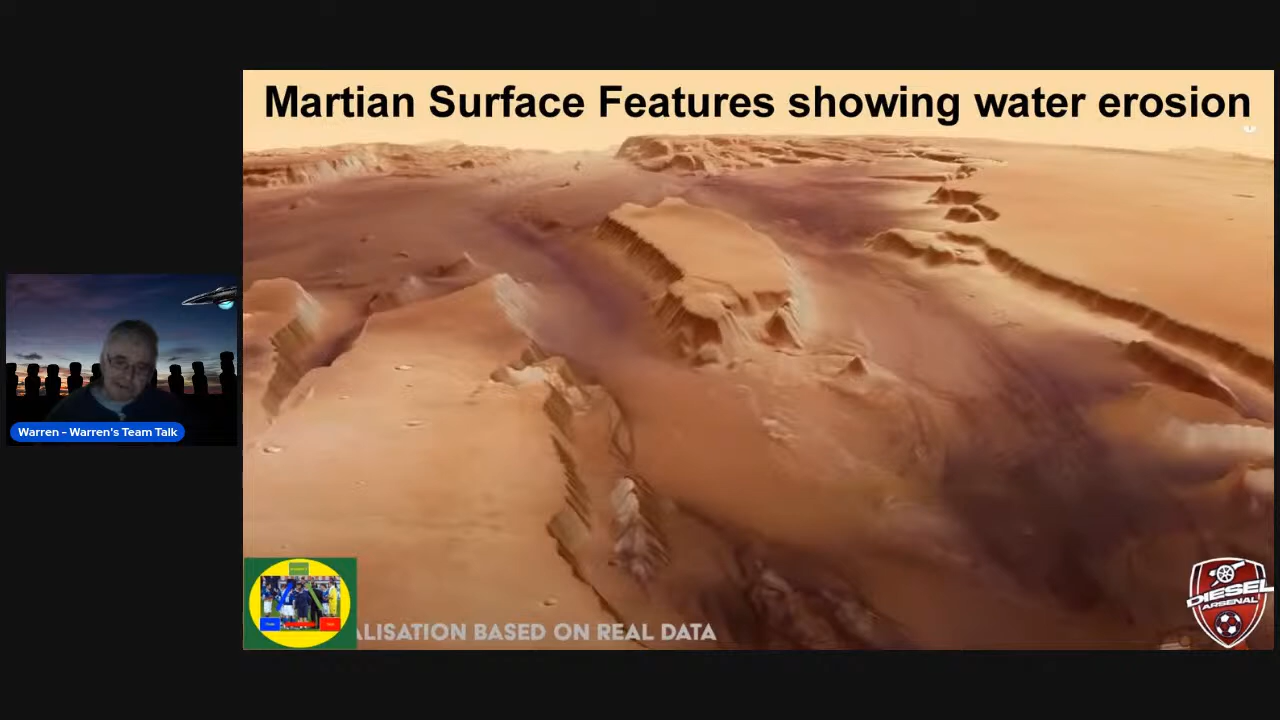 Martian Surface Features showing water erosion
Warren - Warren's Team Talk
ALISATION BASED ON REAL DATA
DIESEL
ARSENAL